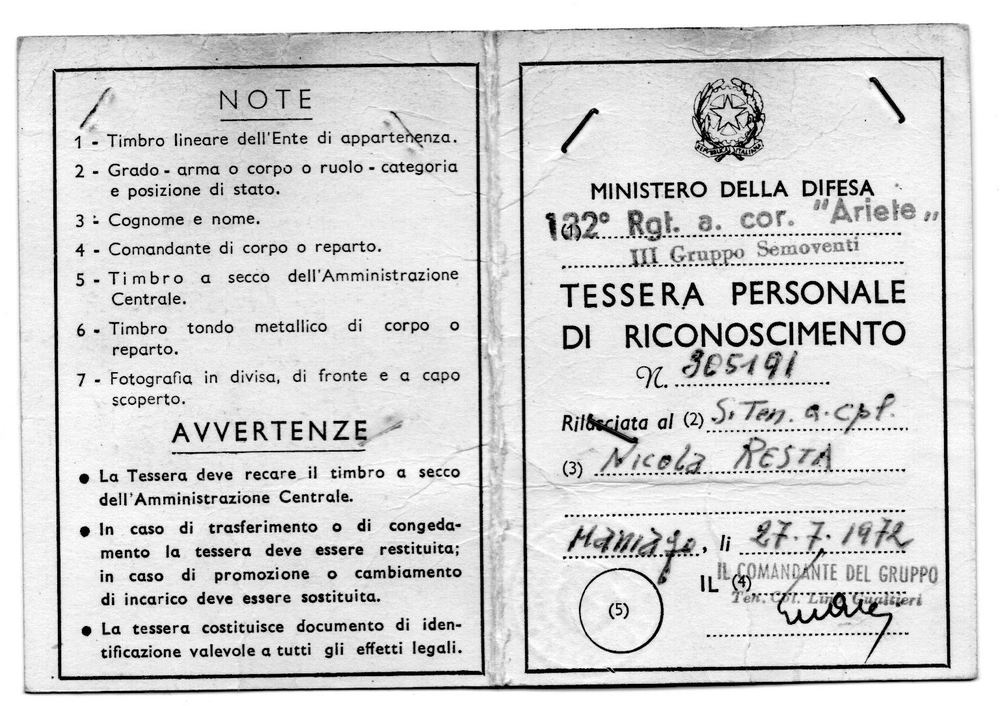 NOTE
1 - Timbro lineare dell'Ente di appartenenza.
2 - Grado - arma o corpo o ruolo - categoria
e posizione di stato.
3 - Cognome e nome.
4 - Comandante di corpo o reparto.
5 - Timbro a secco dell'Amministrazione
Centrale.
6 - Timbro tondo metallico di corpo o
reparto.
7 - Fotografia in divisa, di fronte e a capo
scoperto.
AVVERTENZE
● La Tessera deve recare il timbro a secco
dell'Amministrazione Centrale.
● In caso di trasferimento o di congeda-
mento la tessera deve essere restituita;
in caso di promozione o cambiamento
di incarico deve essere sostituita.
● La tessera costituisce documento di iden-
tificazione valevole a tutti gli effetti legali.
REPVBBLICA ITALIANA
MINISTERO DELLA DIFESA
(1) 132° Rgt. a. cor. "Ariete"
III Gruppo Semoventi
TESSERA PERSONALE
DI RICONOSCIMENTO
N. 305191
Rilasciata al (2) S. Ten. a. cpl.
(3) Nicola RESTA
Maniago, li 27.7.1972
IL (4) IL COMANDANTE DEL GRUPPO
Ten. Col. Gualtieri
(5)